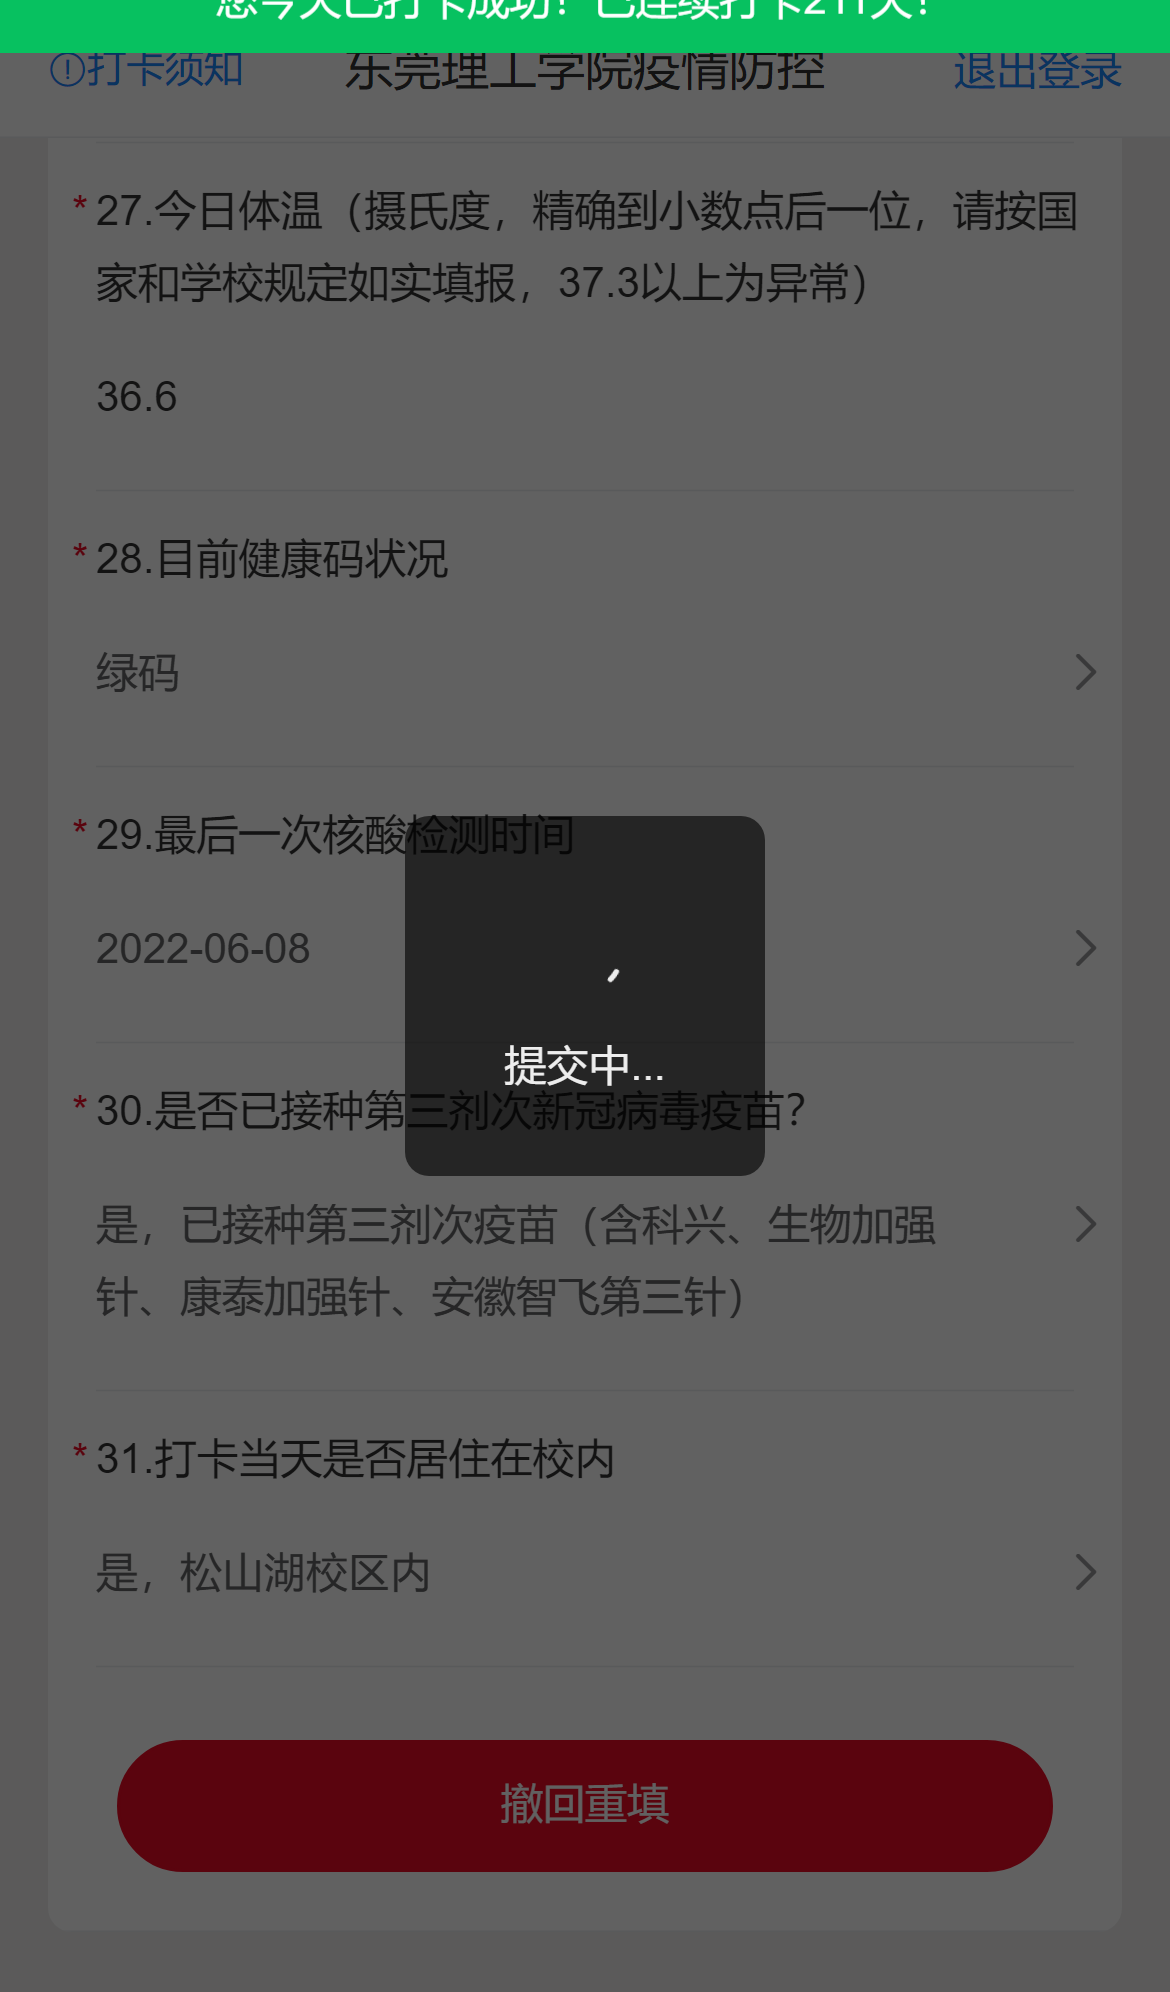 您今天已打卡成功！已连续打卡211天！
打卡须知 东莞理工学院疫情防控 退出登录
*27.今日体温（摄氏度，精确到小数点后一位，请按国
家和学校规定如实填报，37.3以上为异常）
36.6
*28.目前健康码状况
绿码
*29.最后一次核酸检测时间
2022-06-08
提交中...
*30.是否已接种第三剂次新冠病毒疫苗？
是，已接种第三剂次疫苗（含科兴、生物加强
针、康泰加强针、安徽智飞第三针）
*31.打卡当天是否居住在校内
是，松山湖校区内
撤回重填